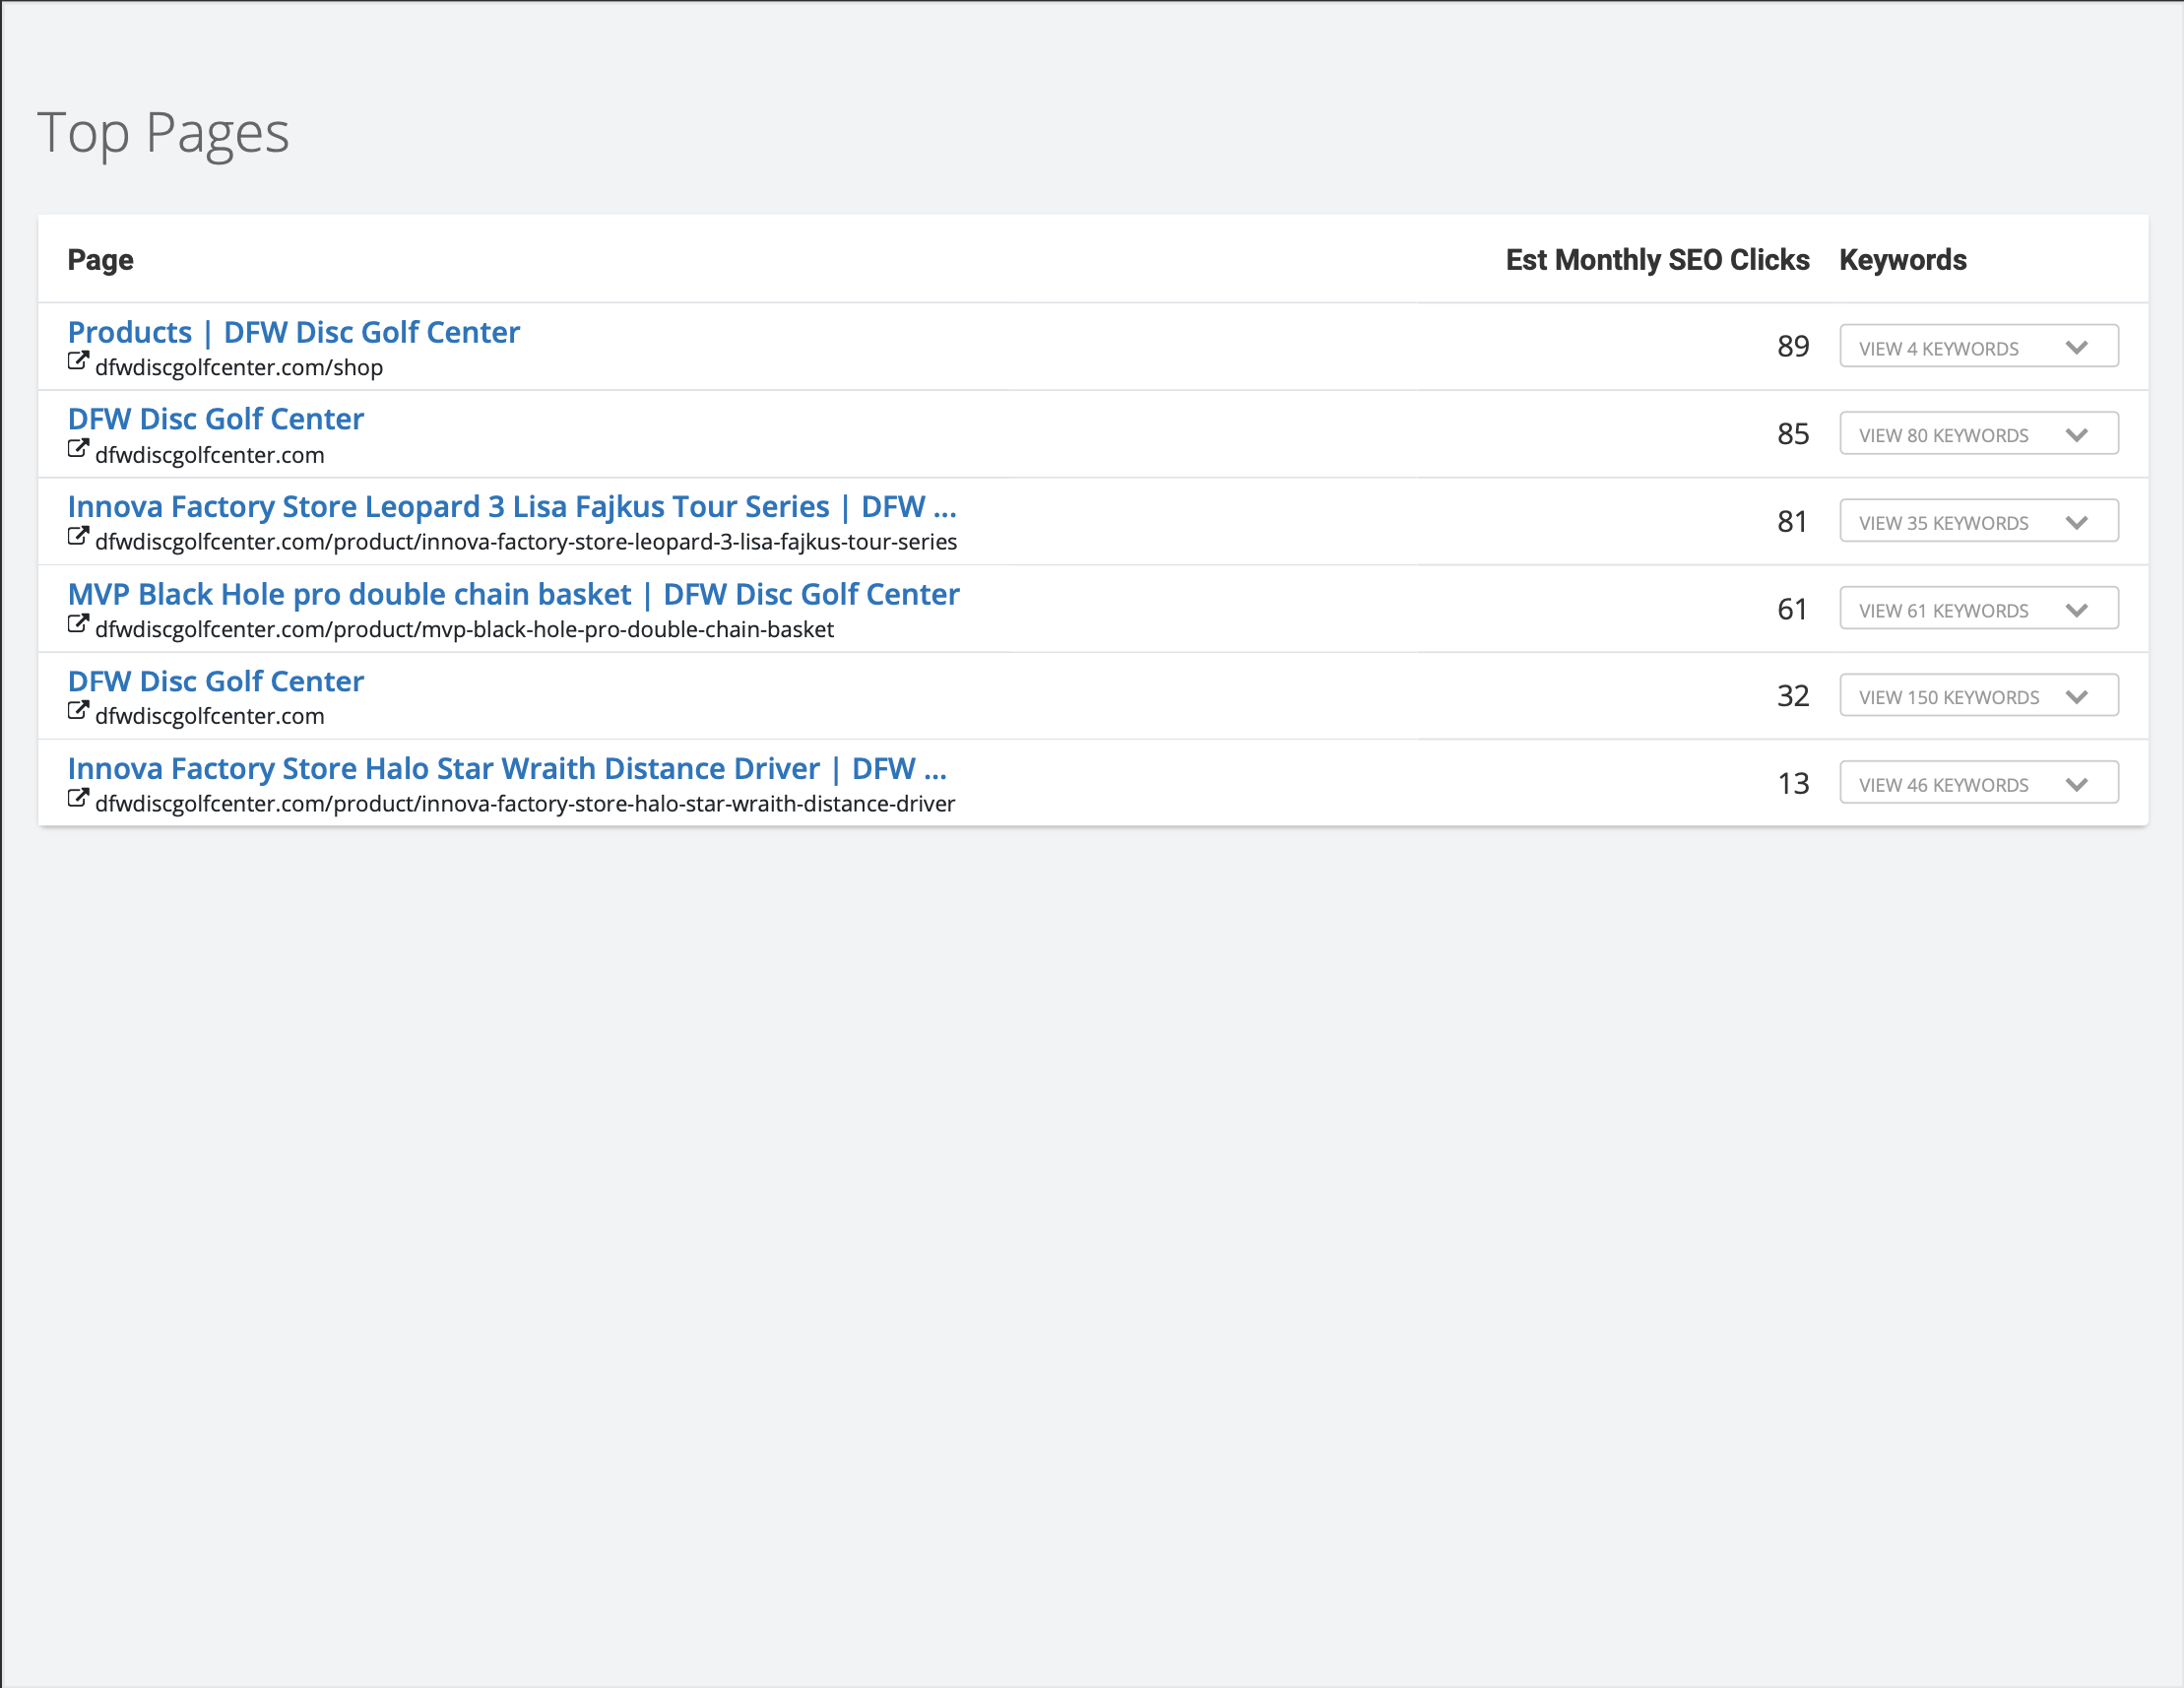 Top Pages
Page Est Monthly SEO Clicks Keywords
Products | DFW Disc Golf Center
dfwdiscgolfcenter.com/shop
89 VIEW 4 KEYWORDS
DFW Disc Golf Center
dfwdiscgolfcenter.com
85 VIEW 80 KEYWORDS
Innova Factory Store Leopard 3 Lisa Fajkus Tour Series | DFW ...
dfwdiscgolfcenter.com/product/innova-factory-store-leopard-3-lisa-fajkus-tour-series
81 VIEW 35 KEYWORDS
MVP Black Hole pro double chain basket | DFW Disc Golf Center
dfwdiscgolfcenter.com/product/mvp-black-hole-pro-double-chain-basket
61 VIEW 61 KEYWORDS
DFW Disc Golf Center
dfwdiscgolfcenter.com
32 VIEW 150 KEYWORDS
Innova Factory Store Halo Star Wraith Distance Driver | DFW ...
dfwdiscgolfcenter.com/product/innova-factory-store-halo-star-wraith-distance-driver
13 VIEW 46 KEYWORDS